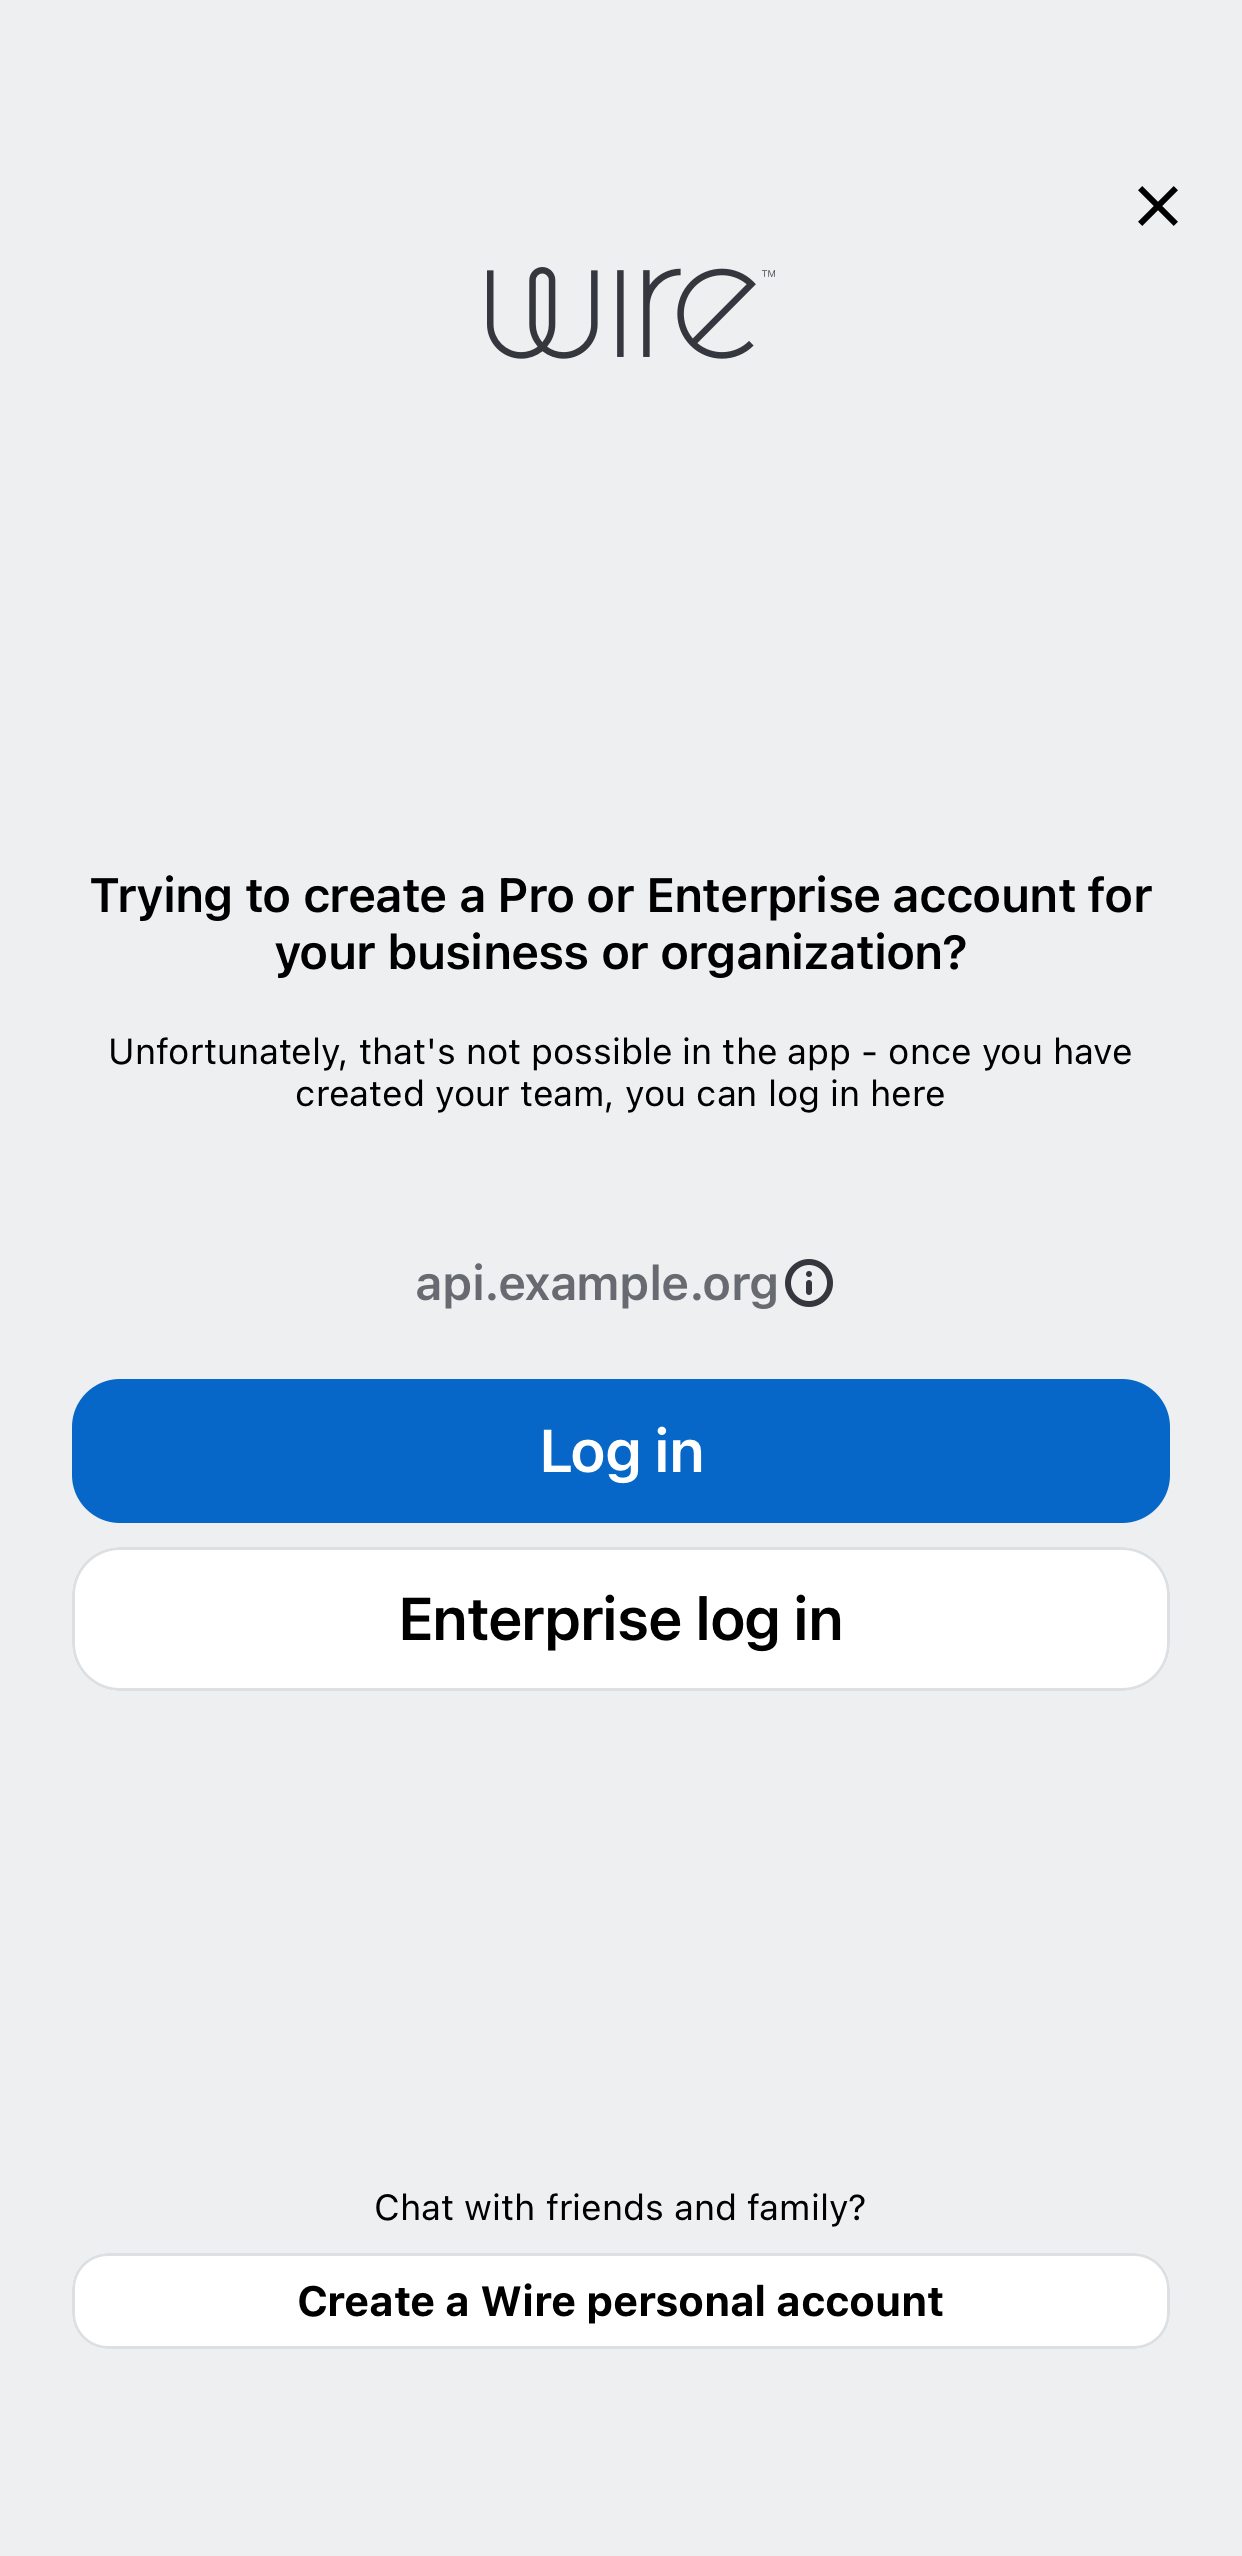 wire™
Trying to create a Pro or Enterprise account for
your business or organization?
Unfortunately, that's not possible in the app - once you have
created your team, you can log in here
api.example.org
Log in
Enterprise log in
Chat with friends and family?
Create a Wire personal account